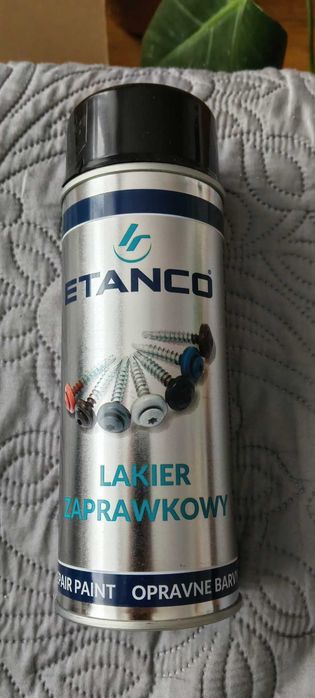 ETANCO®
LAKIER
ZAPRAWKOWY
PAIR PAINT OPRAVNE BARV